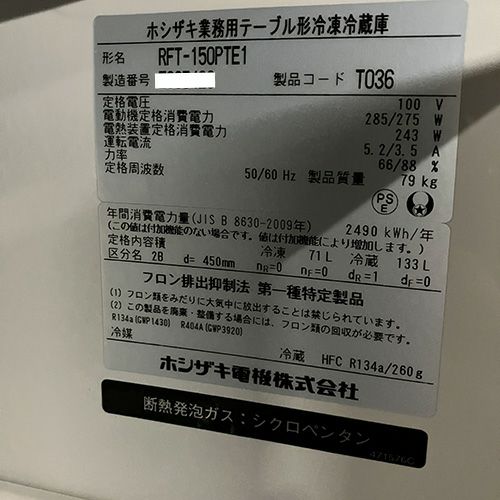 ホシザキ業務用テーブル形冷凍冷蔵庫
形名 RFT-150PTE1
製造番号 製品コード T036
定格電圧 100 V
電動機定格消費電力 285/275 W
電熱装置定格消費電力 243 W
運転電流 5.2/3.5 A
力率 66/88 %
定格周波数 50/60 Hz 製品質量 79 kg
PS
E
年間消費電力量(JIS B 8630-2009年) 2490 kWh/年
(この値は付加機能のない場合です。値は付加機能により増加します。)
定格内容積 冷凍 71L 冷蔵 133L
区分名 2B d= 450mm nR=0 nF=0 dR=1 dF=0
フロン排出抑制法 第一種特定製品
(1) フロン類をみだりに大気中に放出することは禁じられています。
(2) この製品を廃棄・整備する場合には、フロン類の回収が必要です。
R134a(GWP1430) R404A(GWP3920)
冷媒 冷蔵 HFC R134a/260g
ホシザキ電機株式会社
断熱発泡ガス：シクロペンタン